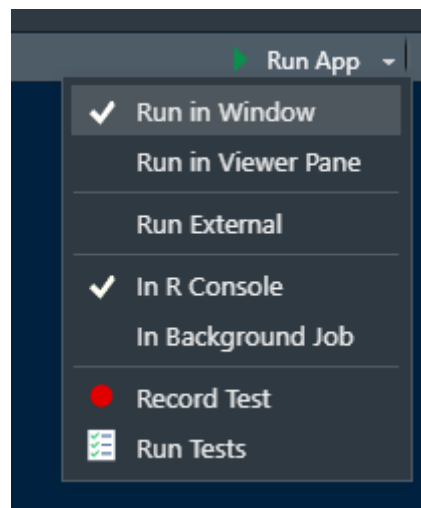 Run App
Run in Window
Run in Viewer Pane
Run External
In R Console
In Background Job
Record Test
Run Tests